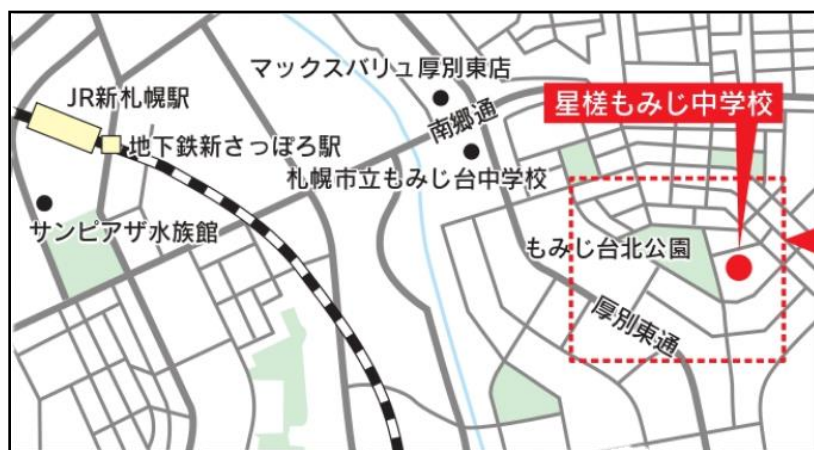 マックスバリュ厚別東店
JR新札幌駅
星槎もみじ中学校
南郷通
地下鉄新さっぽろ駅
札幌市立もみじ台中学校
サンピアザ水族館
もみじ台北公園
厚別東通